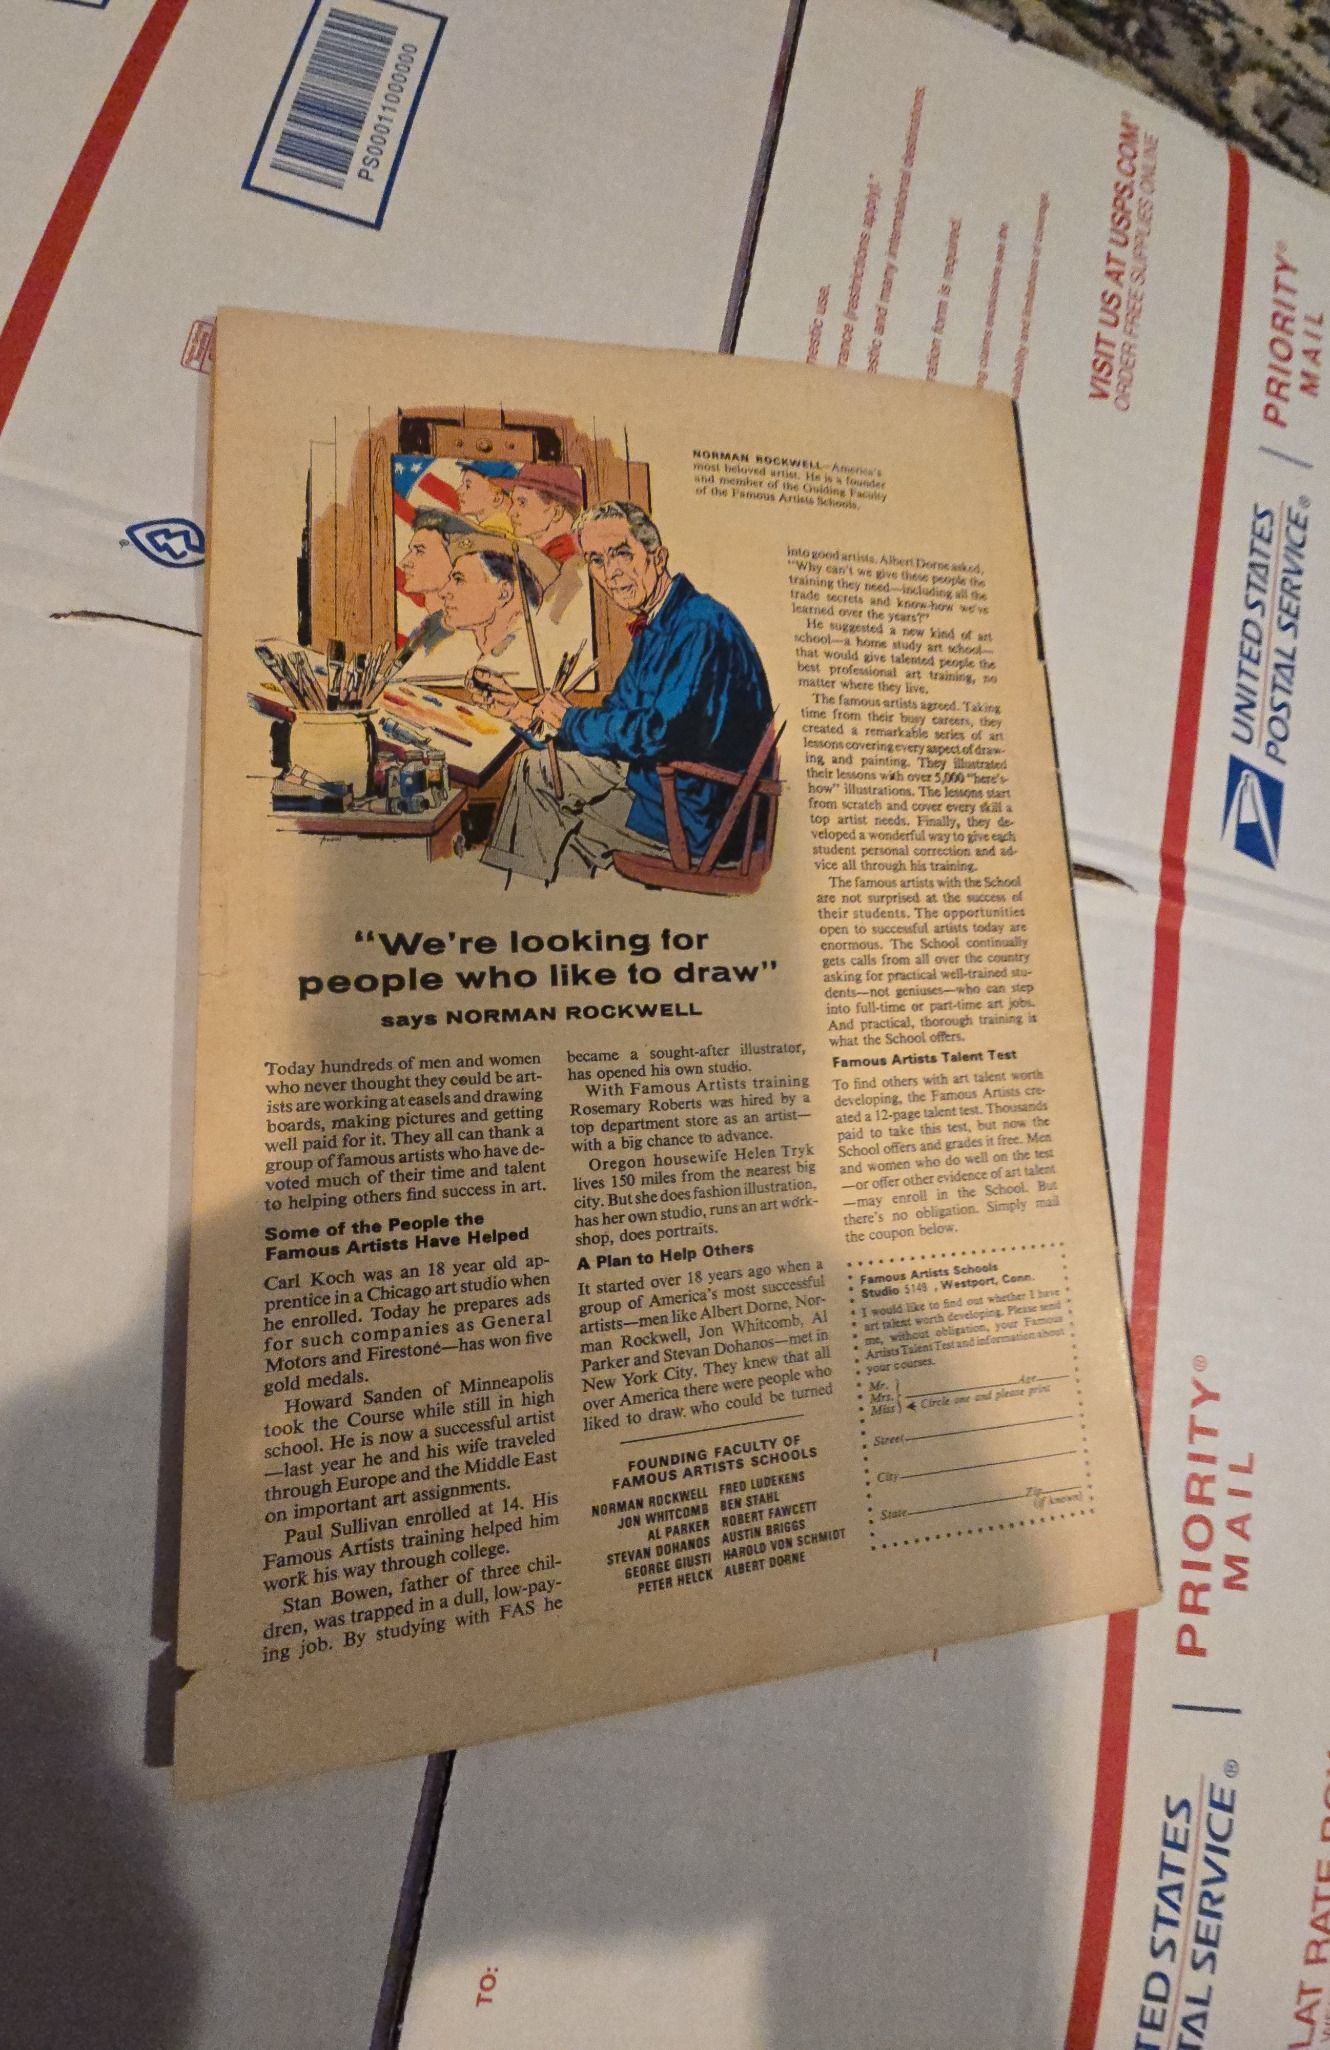 PS00011000000
nestic use.
rance (restrictions apply).*
estic and many international destinations.
ration form is required.
VISIT US AT USPS.COM®
ORDER FREE SUPPLIES ONLINE
PRIORITY®
MAIL
UNITED STATES
POSTAL SERVICE®
NORMAN ROCKWELL—America's
most beloved artist. He is a founder
and member of the Guiding Faculty
of the Famous Artists Schools.
"We're looking for
people who like to draw"
says NORMAN ROCKWELL
Today hundreds of men and women
who never thought they could be art-
ists are working at easels and drawing
boards, making pictures and getting
well paid for it. They all can thank a
group of famous artists who have de-
voted much of their time and talent
to helping others find success in art.
Some of the People the
Famous Artists Have Helped
Carl Koch was an 18 year old ap-
prentice in a Chicago art studio when
he enrolled. Today he prepares ads
for such companies as General
Motors and Firestone—has won five
gold medals.
Howard Sanden of Minneapolis
took the Course while still in high
school. He is now a successful artist
—last year he and his wife traveled
through Europe and the Middle East
on important art assignments.
Paul Sullivan enrolled at 14. His
Famous Artists training helped him
work his way through college.
Stan Bowen, father of three chil-
dren, was trapped in a dull, low-pay-
ing job. By studying with FAS he
became a sought-after illustrator,
has opened his own studio.
With Famous Artists training
Rosemary Roberts was hired by a
top department store as an artist—
with a big chance to advance.
Oregon housewife Helen Tryk
lives 150 miles from the nearest big
city. But she does fashion illustration,
has her own studio, runs an art work-
shop, does portraits.
A Plan to Help Others
It started over 18 years ago when a
group of America's most successful
artists—men like Albert Dorne, Nor-
man Rockwell, Jon Whitcomb, Al
Parker and Stevan Dohanos—met in
New York City. They knew that all
over America there were people who
liked to draw, who could be turned
FOUNDING FACULTY OF
FAMOUS ARTISTS SCHOOLS
NORMAN ROCKWELL FRED LUDEKENS
JON WHITCOMB BEN STAHL
AL PARKER ROBERT FAWCETT
STEVAN DOHANOS AUSTIN BRIGGS
GEORGE GIUSTI HAROLD VON SCHMIDT
PETER HELCK ALBERT DORNE
into good artists. Albert Dorne asked,
"Why can't we give these people the
training they need—including all the
trade secrets and know-how we've
learned over the years?"
He suggested a new kind of art
school—a home study art school—
that would give talented people the
best professional art training, no
matter where they live.
The famous artists agreed. Taking
time from their busy careers, they
created a remarkable series of art
lessons covering every aspect of draw-
ing and painting. They illustrated
their lessons with over 5,000 "here's-
how" illustrations. The lessons start
from scratch and cover every skill a
top artist needs. Finally, they de-
veloped a wonderful way to give each
student personal correction and ad-
vice all through his training.
The famous artists with the School
are not surprised at the success of
their students. The opportunities
open to successful artists today are
enormous. The School continually
gets calls from all over the country
asking for practical well-trained stu-
dents—not geniuses—who can step
into full-time or part-time art jobs.
And practical, thorough training is
what the School offers.
Famous Artists Talent Test
To find others with art talent worth
developing, the Famous Artists cre-
ated a 12-page talent test. Thousands
paid to take this test, but now the
School offers and grades it free. Men
and women who do well on the test
—or offer other evidence of art talent
—may enroll in the School. But
there's no obligation. Simply mail
the coupon below.
Famous Artists Schools
Studio 5149 , Westport, Conn.
I would like to find out whether I have
art talent worth developing. Please send
me, without obligation, your Famous
Artists Talent Test and information about
your courses.
Mr.
Mrs. Age
Miss Circle one and please print
Street
City
State Zip
(if known)
PRIORITY®
MAIL
TED STATES
TAL SERVICE®
LAT RATE
TO: